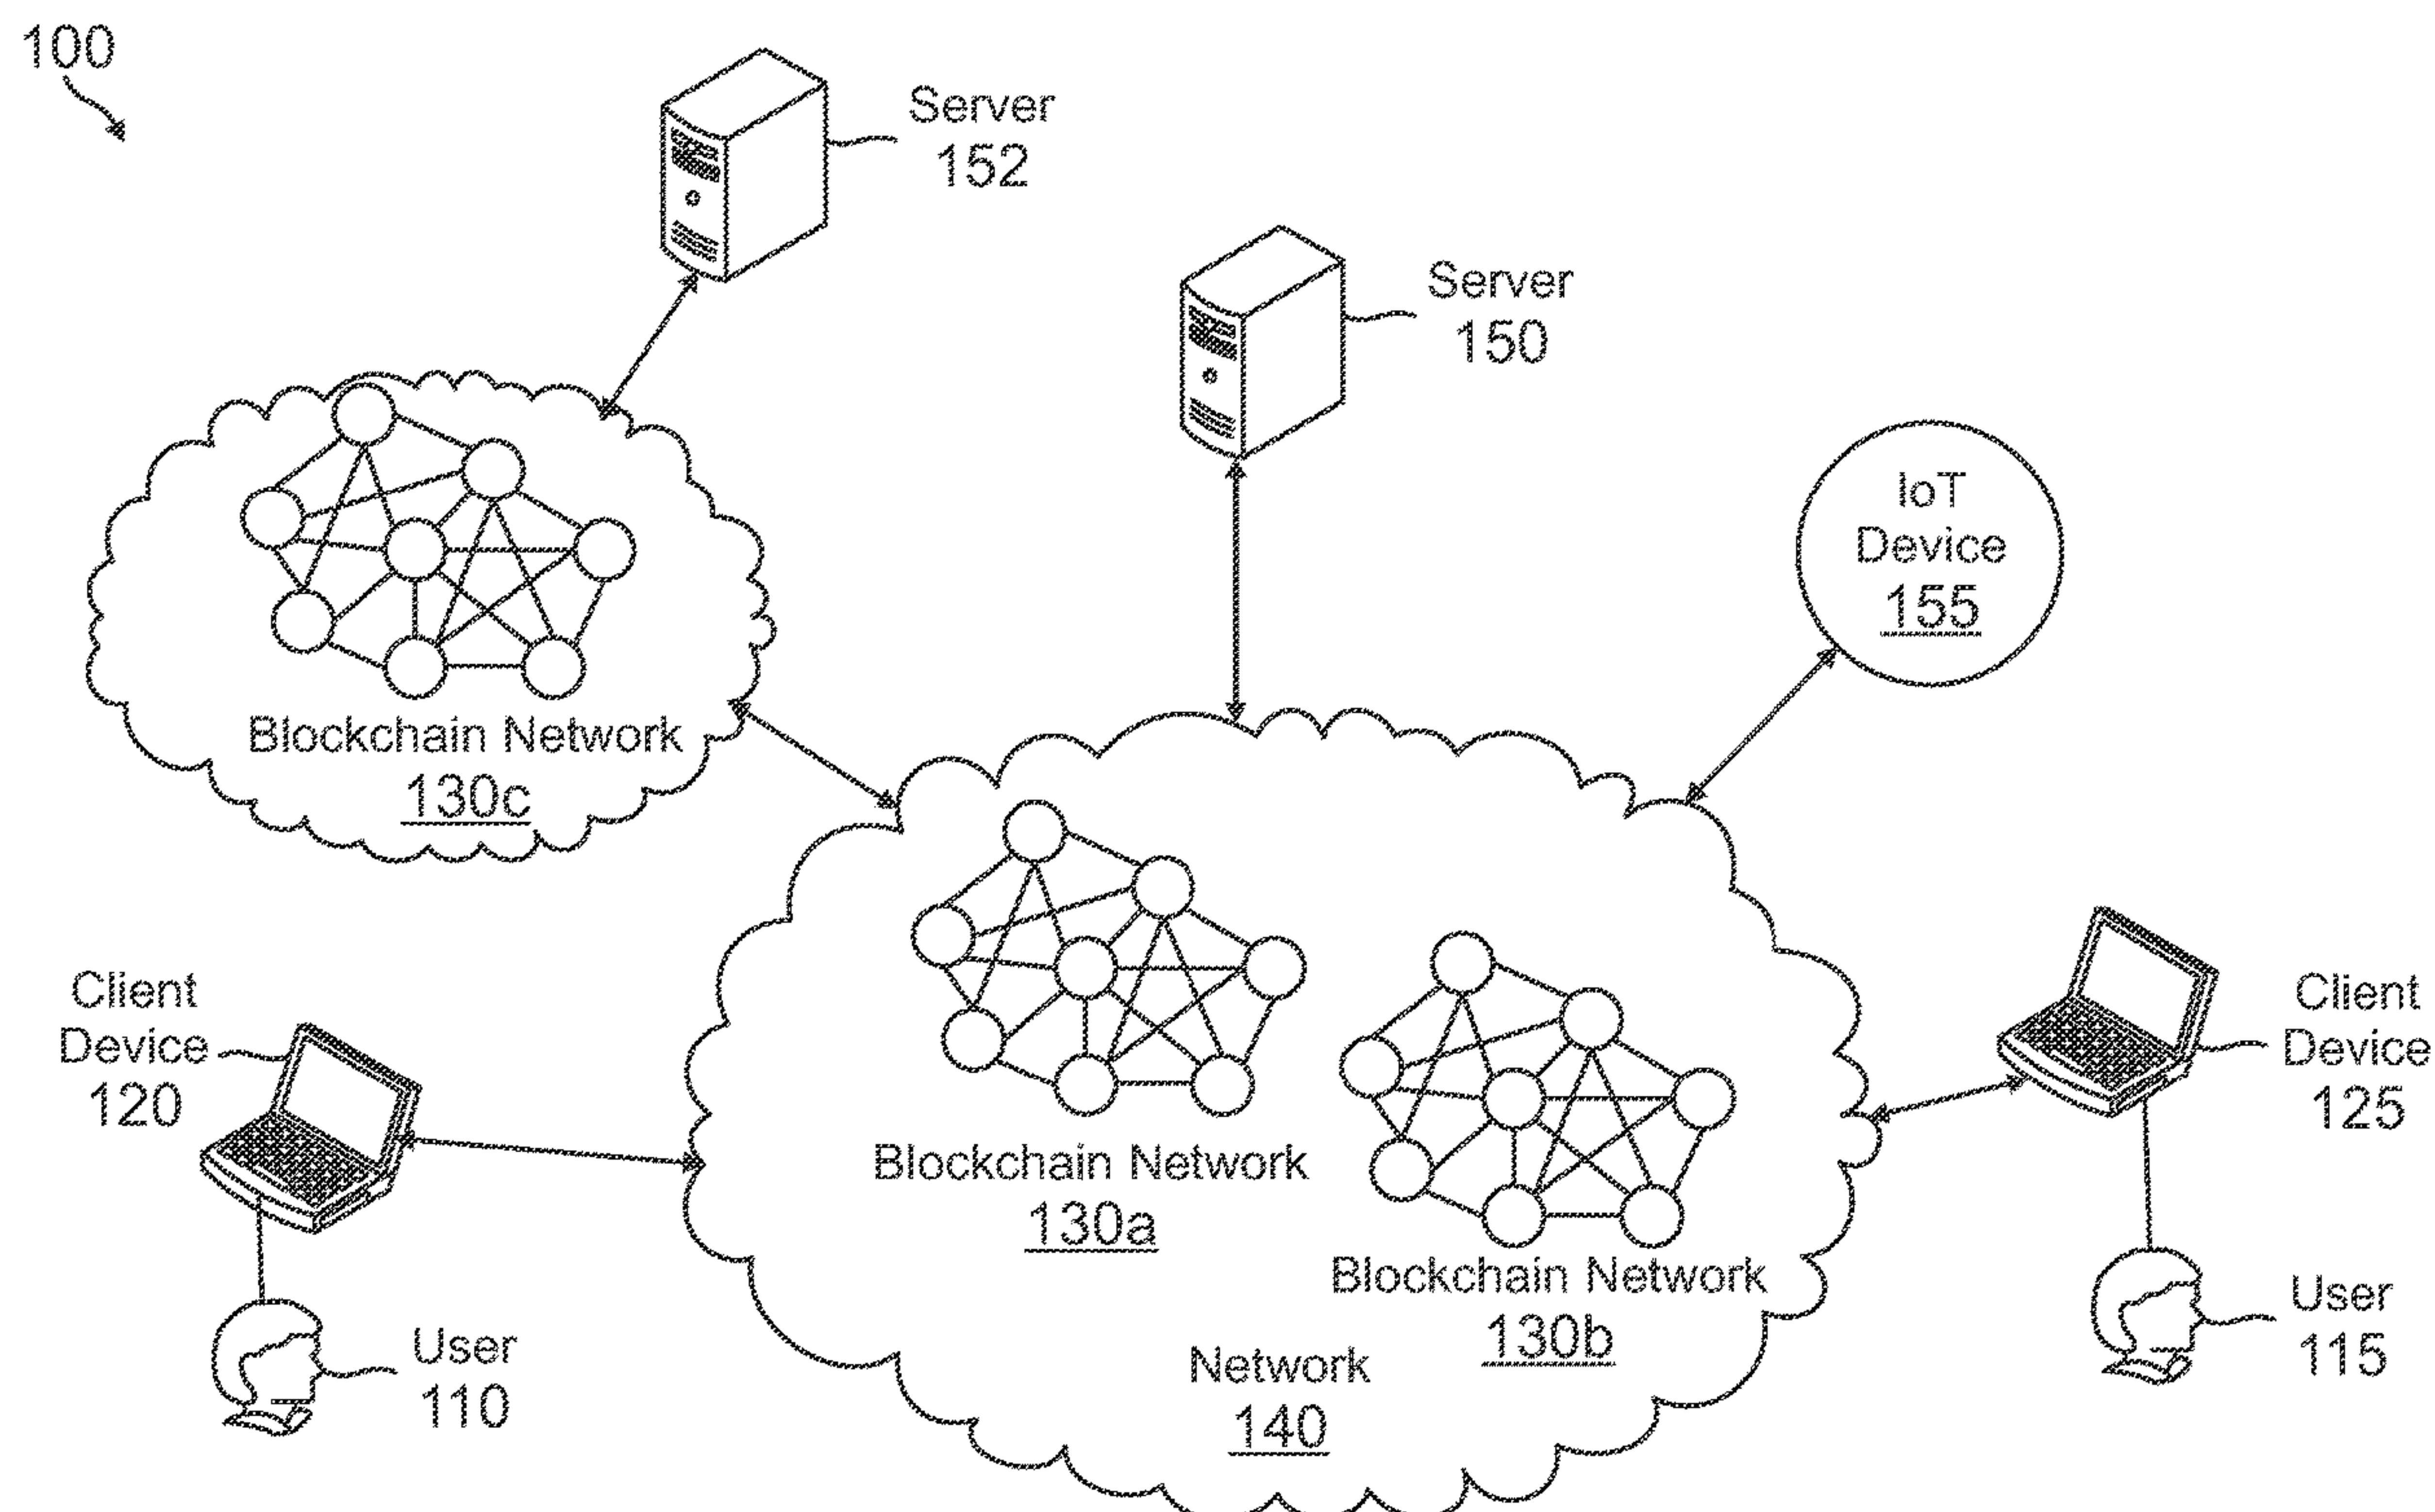 100
Server
152
Server
150
IoT
Device
155
Blockchain Network
130c
Client
Device
120
Client
Device
125
Blockchain Network
130a
Blockchain Network
130b
User
110
Network
140
User
115